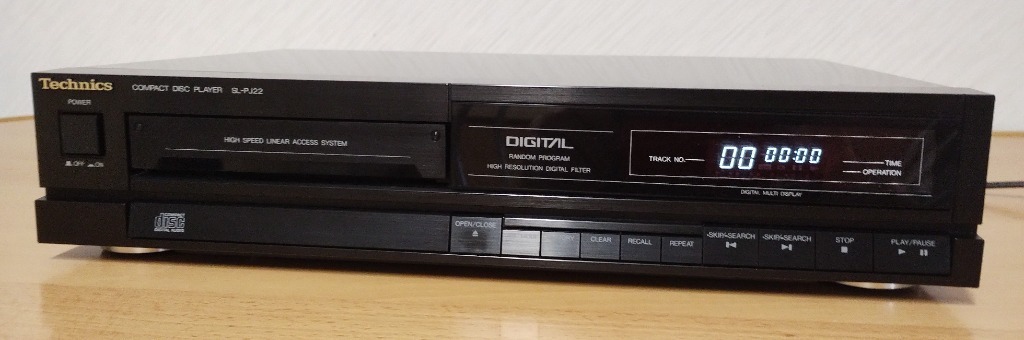 Technics
COMPACT DISC PLAYER SL-PJ22
POWER
OFF ON
HIGH SPEED LINEAR ACCESS SYSTEM
DIGITAL
RANDOM PROGRAM
HIGH RESOLUTION DIGITAL FILTER
TRACK NO.
00 00:00
TIME
OPERATION
DIGITAL MULTI DISPLAY
COMPACT
disc
DIGITAL AUDIO
OPEN/CLOSE
CLEAR
RECALL
REPEAT
SKIP/SEARCH
SKIP/SEARCH
STOP
PLAY/PAUSE